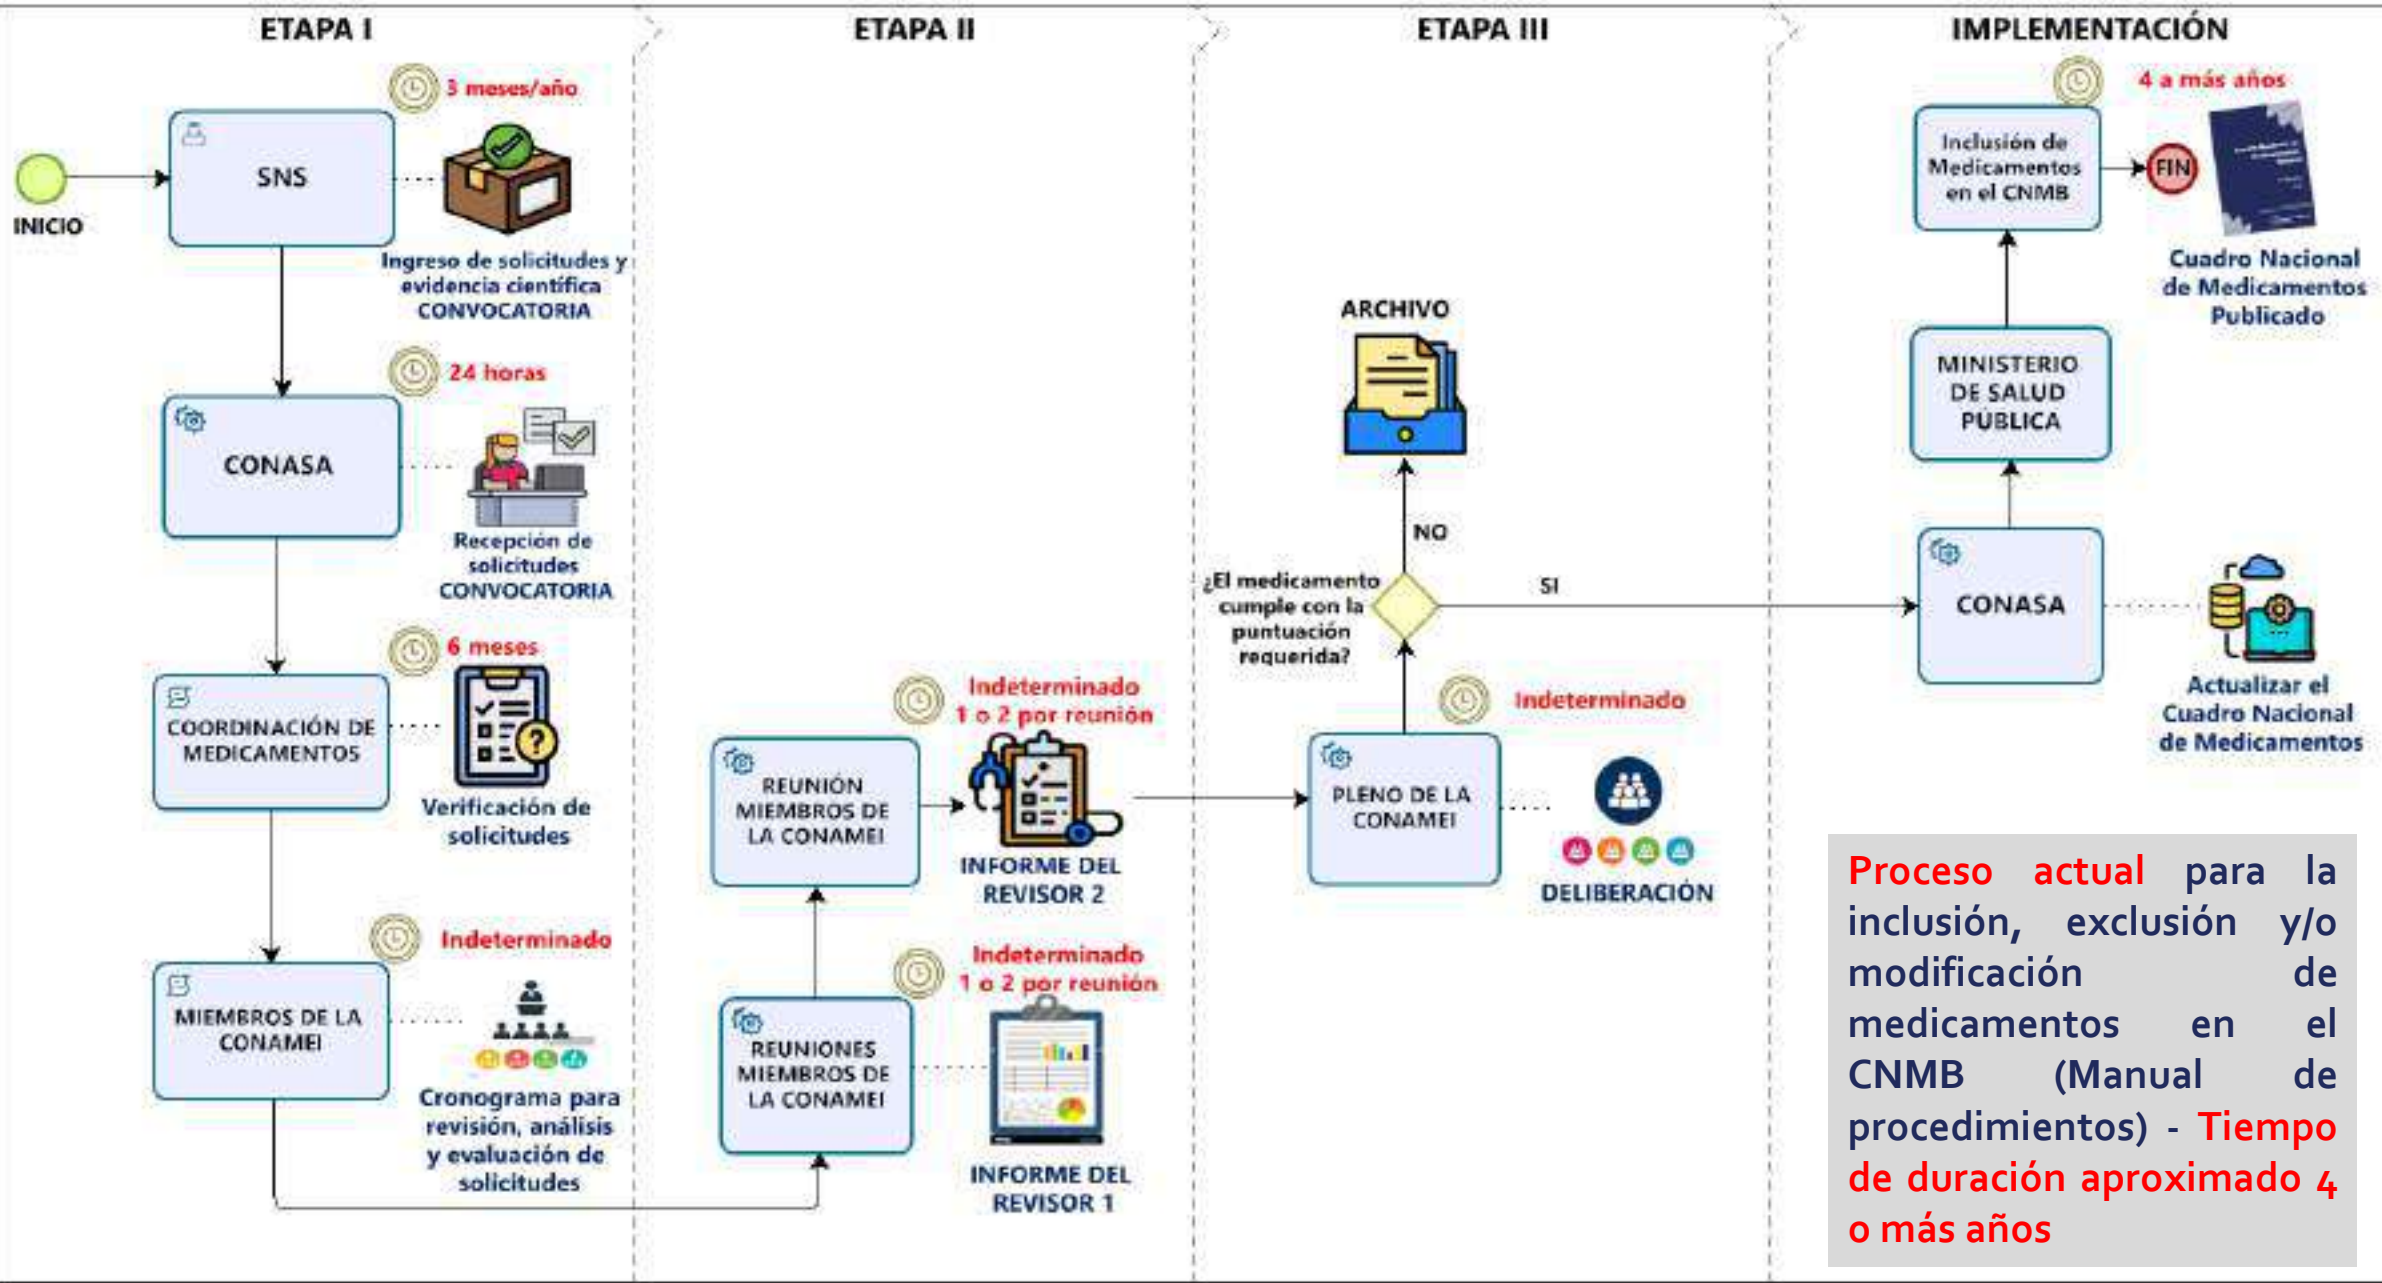 ETAPA I
3 meses/año
SNS
INICIO
Ingreso de solicitudes y
evidencia científica
CONVOCATORIA
24 horas
CONASA
Recepción de
solicitudes
CONVOCATORIA
6 meses
COORDINACIÓN DE
MEDICAMENTOS
Verificación de
solicitudes
Indeterminado
MIEMBROS DE LA
CONAMEI
Cronograma para
revisión, análisis
y evaluación de
solicitudes
ETAPA II
Indeterminado
1 o 2 por reunión
REUNIÓN
MIEMBROS DE
LA CONAMEI
INFORME DEL
REVISOR 2
Indeterminado
1 o 2 por reunión
REUNIONES
MIEMBROS DE
LA CONAMEI
INFORME DEL
REVISOR 1
ETAPA III
ARCHIVO
NO
¿El medicamento
cumple con la
puntuación
requerida?
SI
Indeterminado
PLENO DE LA
CONAMEI
DELIBERACIÓN
IMPLEMENTACIÓN
4 a más años
Inclusión de
Medicamentos
en el CNMB
FIN
Cuadro Nacional
de Medicamentos
Publicado
MINISTERIO
DE SALUD
PÚBLICA
CONASA
Actualizar el
Cuadro Nacional
de Medicamentos
Proceso actual para la
inclusión, exclusión y/o
modificación de
medicamentos en el
CNMB (Manual de
procedimientos) - Tiempo
de duración aproximado 4
o más años